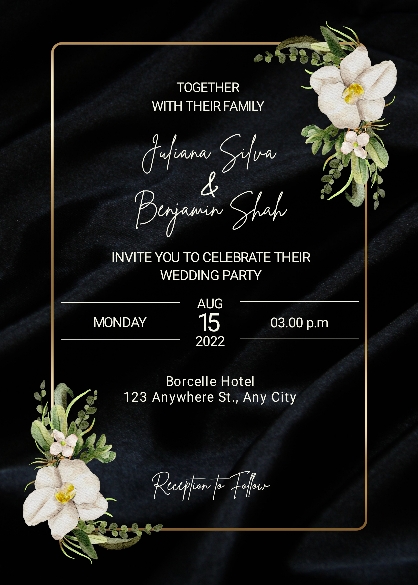 TOGETHER
WITH THEIR FAMILY
Juliana Silva
&
Benjamin Shah
INVITE YOU TO CELEBRATE THEIR
WEDDING PARTY
MONDAY
AUG
15
2022
03.00 p.m
Borcelle Hotel
123 Anywhere St., Any City
Reception to Follow